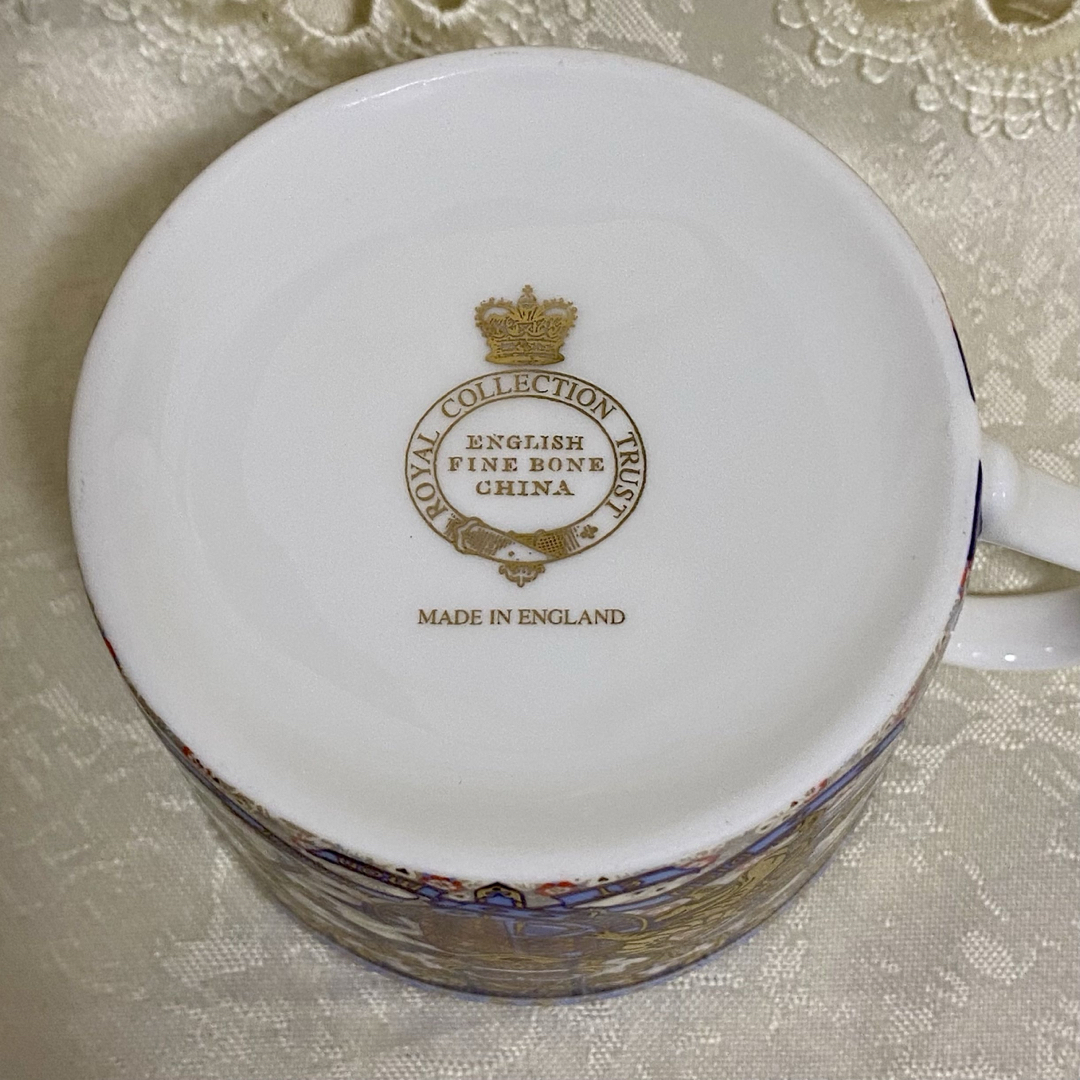 ROYAL COLLECTION TRUST
ENGLISH
FINE BONE
CHINA
MADE IN ENGLAND